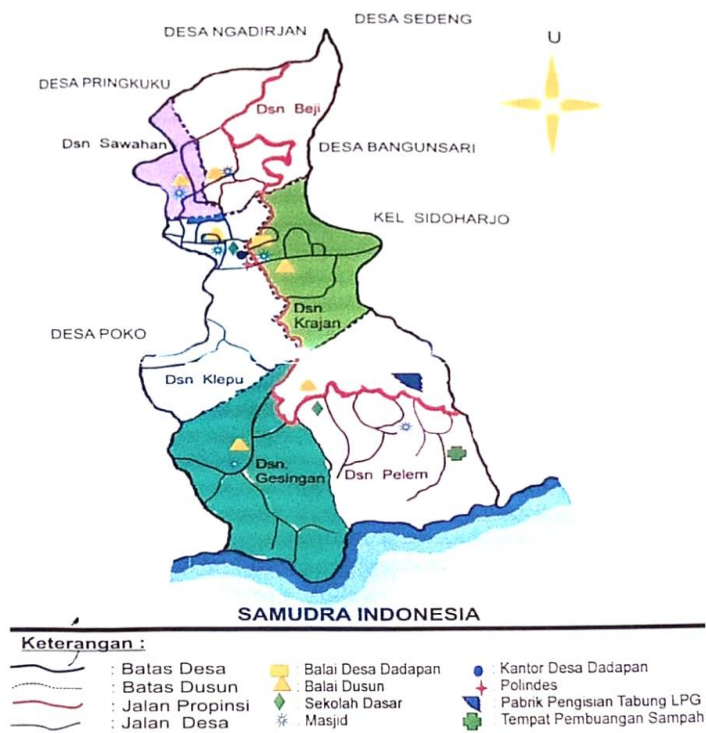 DESA SEDENG
DESA NGADIRJAN
U
DESA PRINGKUKU
Dsn Beji
Dsn Sawahan
DESA BANGUNSARI
KEL SIDOHARJO
Dsn.
Krajan
DESA POKO
Dsn Klepu
Dsn.
Gesingan
Dsn Pelem
SAMUDRA INDONESIA
Keterangan :
: Batas Desa
: Batas Dusun
: Jalan Propinsi
: Jalan Desa
: Balai Desa Dadapan
: Balai Dusun
: Sekolah Dasar
: Masjid
: Kantor Desa Dadapan
: Polindes
: Pabrik Pengisian Tabung LPG
: Tempat Pembuangan Sampah